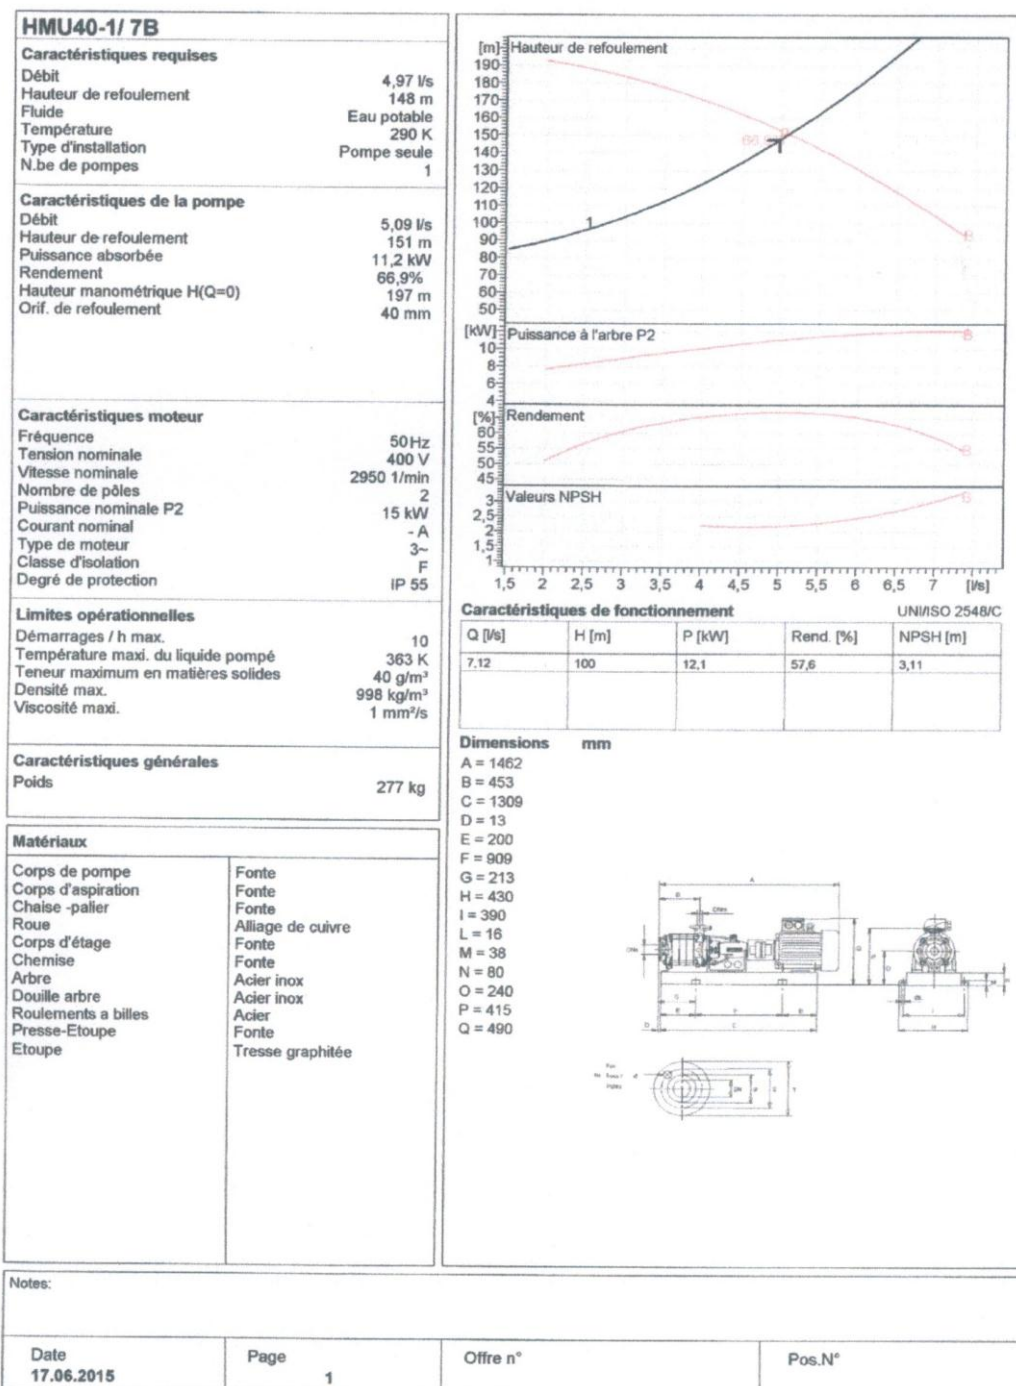 HMU40-1/ 7B
Caractéristiques requises
Débit 4,97 l/s
Hauteur de refoulement 148 m
Fluide Eau potable
Température 290 K
Type d'installation Pompe seule
N.be de pompes 1
Caractéristiques de la pompe
Débit 5,09 l/s
Hauteur de refoulement 151 m
Puissance absorbée 11,2 kW
Rendement 66,9%
Hauteur manométrique H(Q=0) 197 m
Orif. de refoulement 40 mm
Caractéristiques moteur
Fréquence 50 Hz
Tension nominale 400 V
Vitesse nominale 2950 1/min
Nombre de pôles 2
Puissance nominale P2 15 kW
Courant nominal - A
Type de moteur 3~
Classe d'isolation F
Degré de protection IP 55
Limites opérationnelles
Démarrages / h max. 10
Température maxi. du liquide pompé 363 K
Teneur maximum en matières solides 40 g/m³
Densité max. 998 kg/m³
Viscosité maxi. 1 mm²/s
Caractéristiques générales
Poids 277 kg
Matériaux
Corps de pompe Fonte
Corps d'aspiration Fonte
Chaise -palier Fonte
Roue Alliage de cuivre
Corps d'étage Fonte
Chemise Fonte
Arbre Acier inox
Douille arbre Acier inox
Roulements a billes Acier
Presse-Etoupe Fonte
Etoupe Tresse graphitée
[m] Hauteur de refoulement
190
180
170
160
150
140
130
120
110
100
90
80
70
60
50
1
B
[kW] Puissance à l'arbre P2
10
8
6
4
B
[%] Rendement
60
55
50
45
B
Valeurs NPSH
3
2,5
2
1,5
1
1,5 2 2,5 3 3,5 4 4,5 5 5,5 6 6,5 7 [l/s]
Caractéristiques de fonctionnement UNI/ISO 2548/C
Q [l/s] H [m] P [kW] Rend. [%] NPSH [m]
7,12 100 12,1 57,6 3,11
Dimensions mm
A = 1462
B = 453
C = 1309
D = 13
E = 200
F = 909
G = 213
H = 430
I = 390
L = 16
M = 38
N = 80
O = 240
P = 415
Q = 490
Notes:
Date Page Offre n° Pos.N°
17.06.2015 1